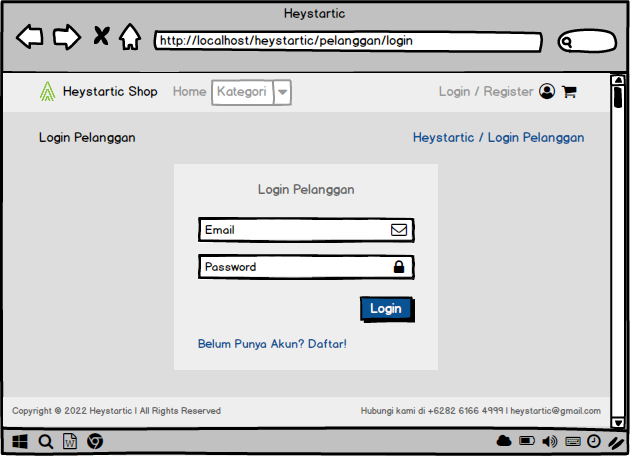 Heystartic
http://localhost/heystartic/pelanggan/login
Heystartic Shop Home Kategori Login / Register
Login Pelanggan Heystartic / Login Pelanggan
Login Pelanggan
Email
Password
Login
Belum Punya Akun? Daftar!
Copyright © 2022 Heystartic | All Rights Reserved Hubungi kami di +6282 6166 4999 | heystartic@gmail.com
W